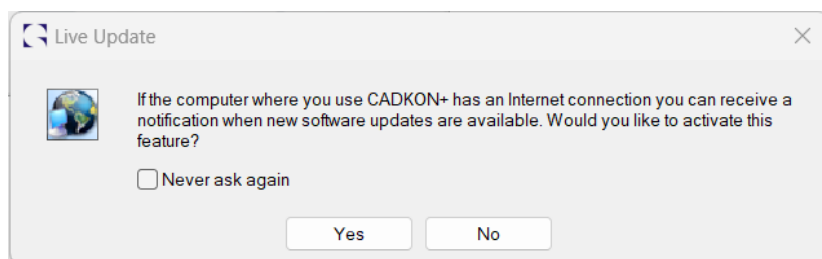 Live Update
If the computer where you use CADKON+ has an Internet connection you can receive a
notification when new software updates are available. Would you like to activate this
feature?
Never ask again
Yes
No